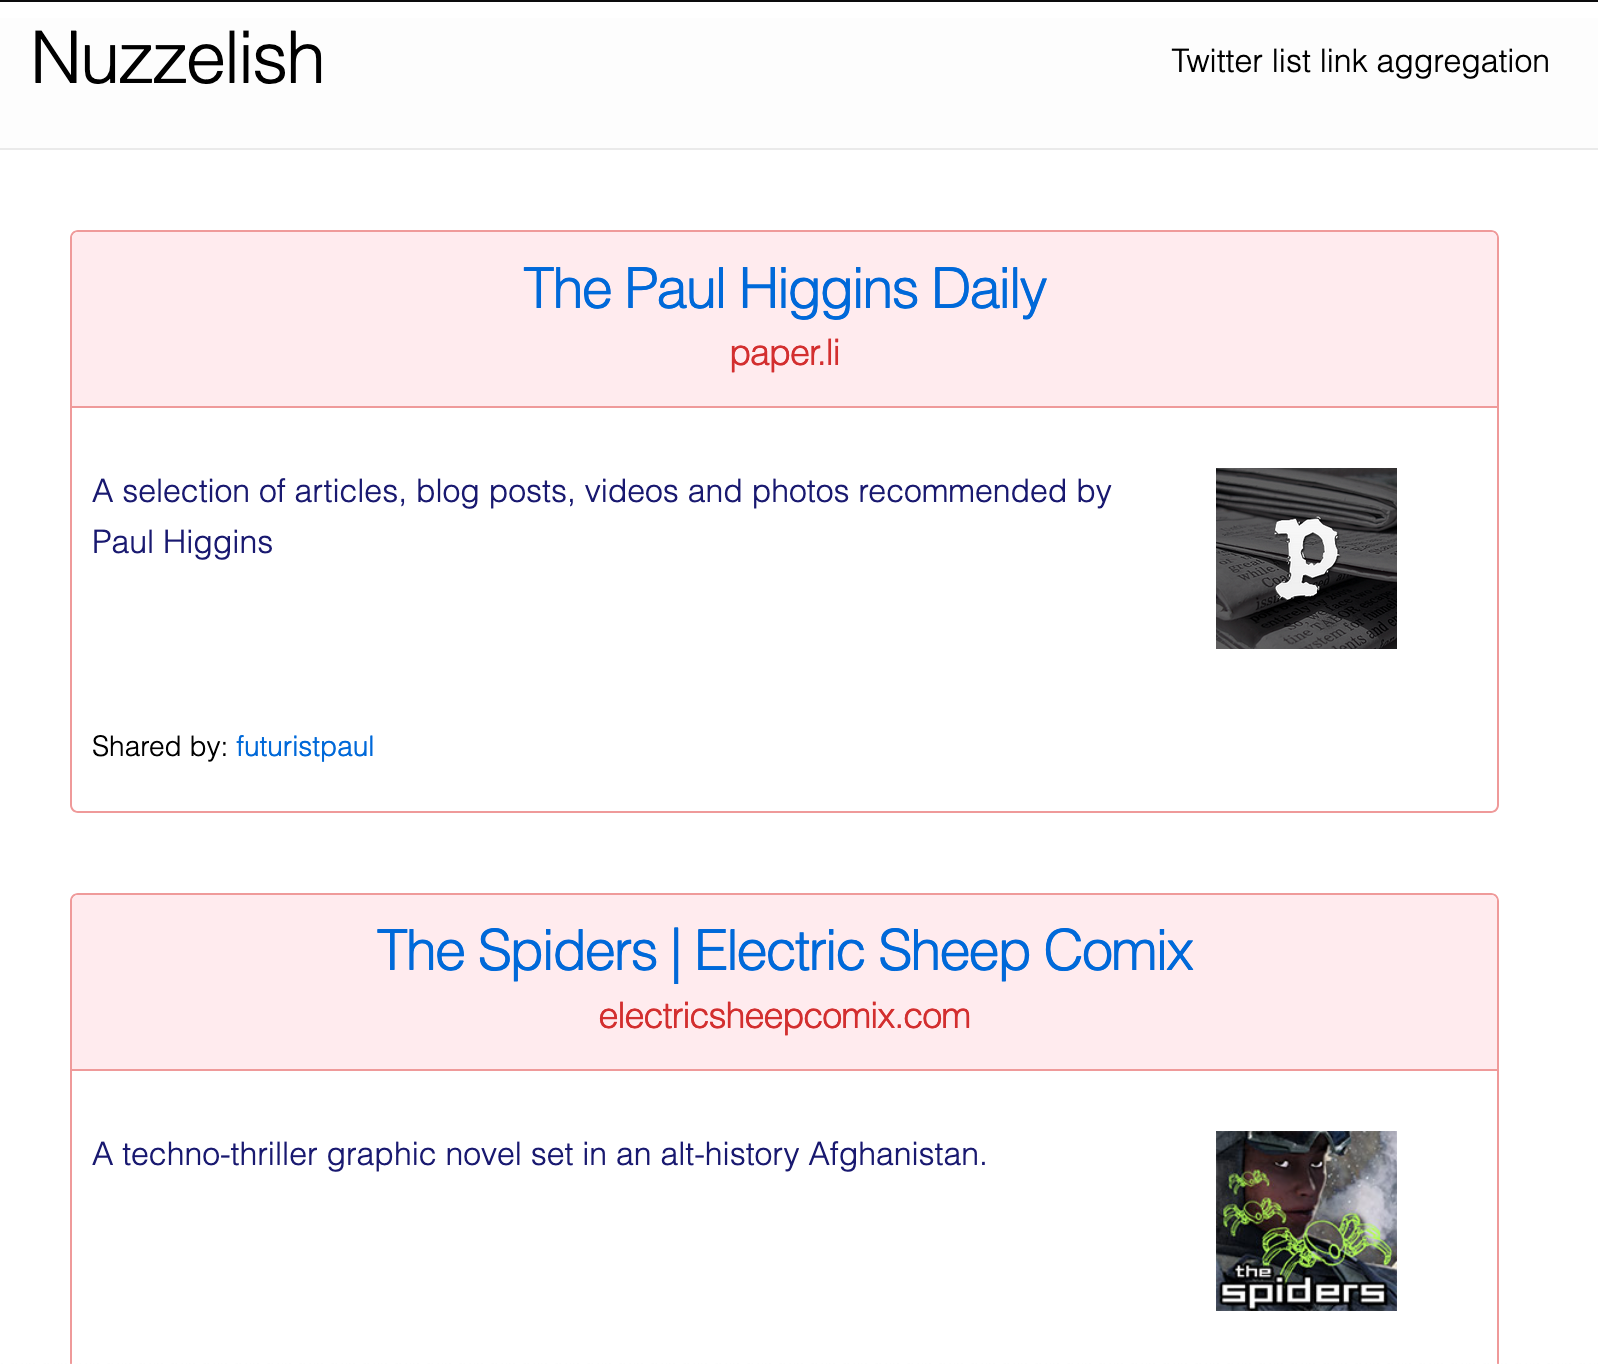 Nuzzelish
Twitter list link aggregation
The Paul Higgins Daily
paper.li
A selection of articles, blog posts, videos and photos recommended by
Paul Higgins
p
Shared by: futuristpaul
The Spiders | Electric Sheep Comix
electricsheepcomix.com
A techno-thriller graphic novel set in an alt-history Afghanistan.
the
spiders